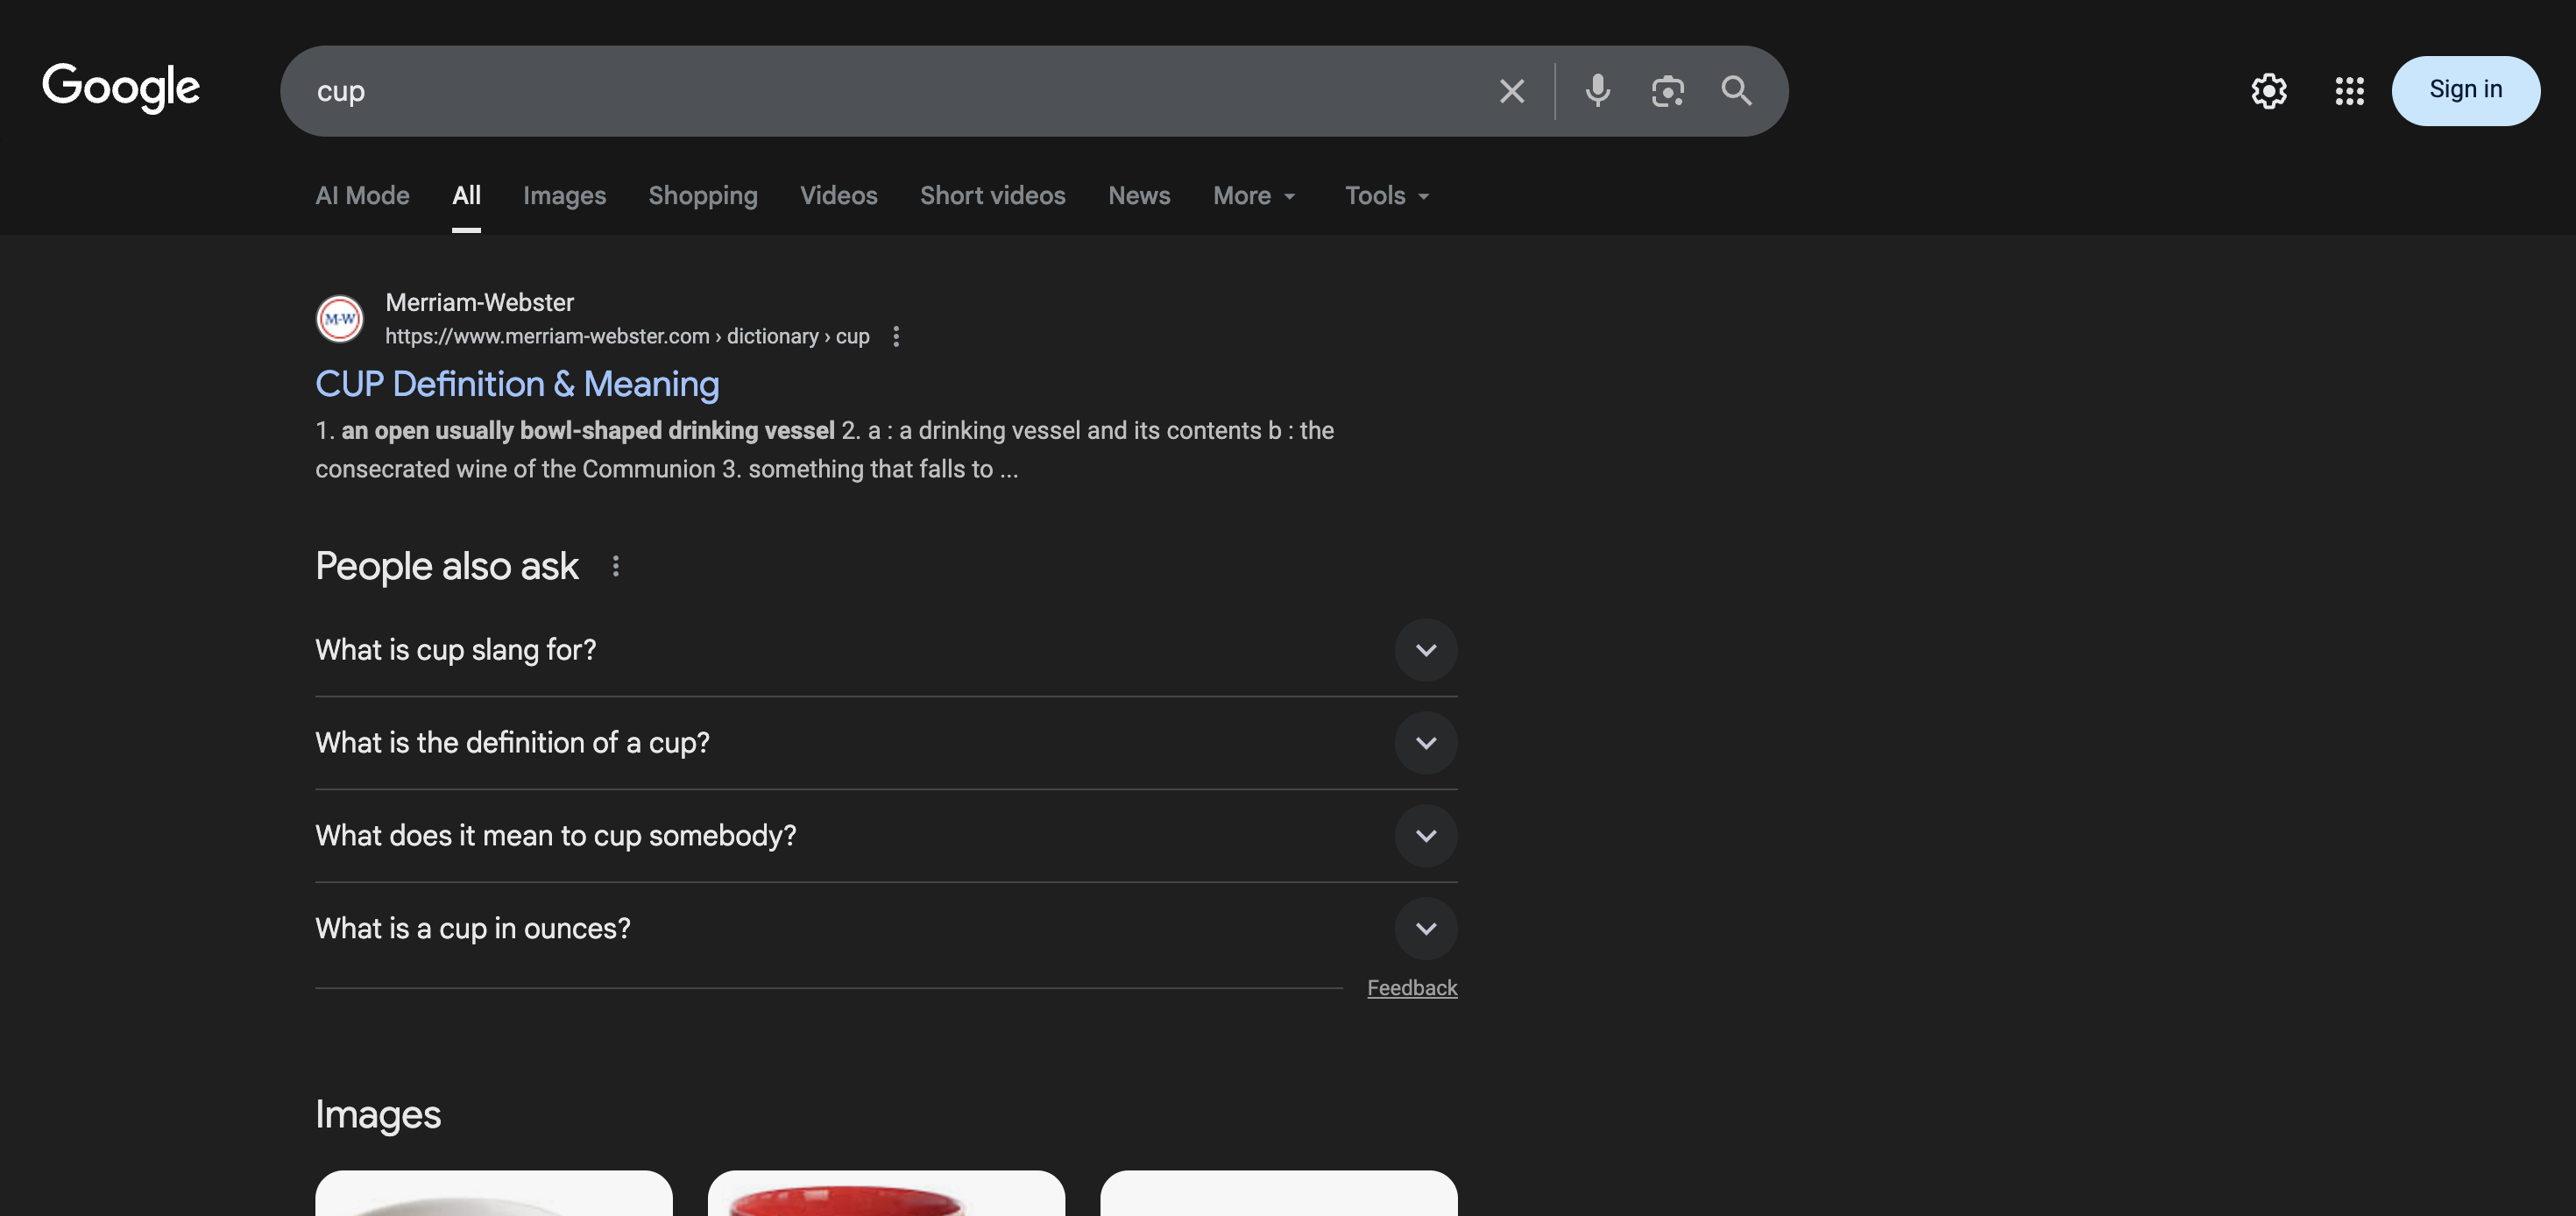 Google
cup
Sign in
AI Mode All Images Shopping Videos Short videos News More Tools
M-W
Merriam-Webster
https://www.merriam-webster.com › dictionary › cup
CUP Definition & Meaning
1. an open usually bowl-shaped drinking vessel 2. a : a drinking vessel and its contents b : the
consecrated wine of the Communion 3. something that falls to ...
People also ask
What is cup slang for?
What is the definition of a cup?
What does it mean to cup somebody?
What is a cup in ounces?
Feedback
Images